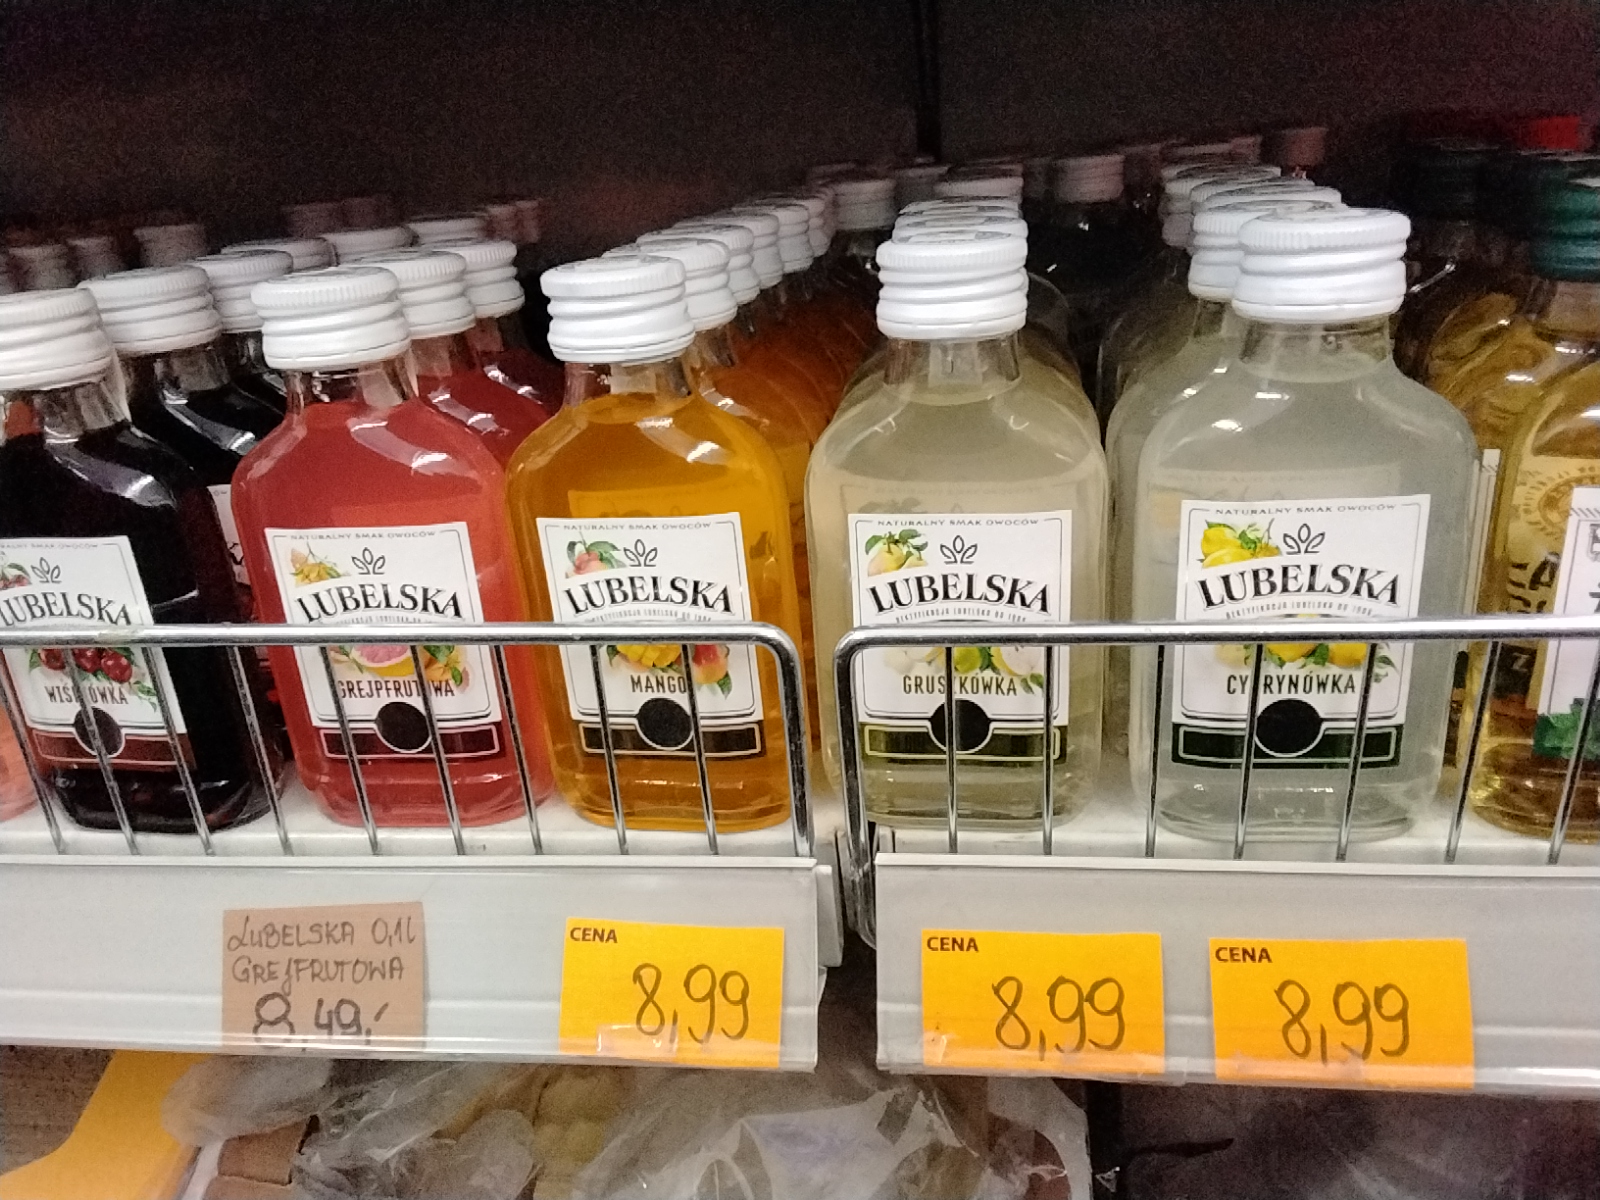 NATURALNY SMAK OWOCÓW
LUBELSKA
GREJPFRUTOWA
NATURALNY SMAK OWOCÓW
LUBELSKA
MANGO
NATURALNY SMAK OWOCÓW
LUBELSKA
GRUSZKÓWKA
NATURALNY SMAK OWOCÓW
LUBELSKA
CYTRYNÓWKA
LUBELSKA
WIŚNIÓWKA
LUBELSKA 0,1l
GREJFRUTOWA
8,49,-
CENA
8,99
CENA
8,99
CENA
8,99